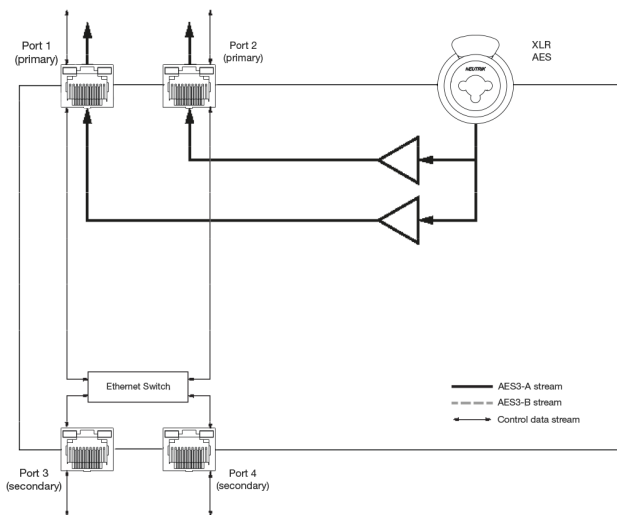 Port 1
(primary)
Port 2
(primary)
XLR
AES
NEUTRIK
Ethernet Switch
AES3-A stream
AES3-B stream
Control data stream
Port 3
(secondary)
Port 4
(secondary)